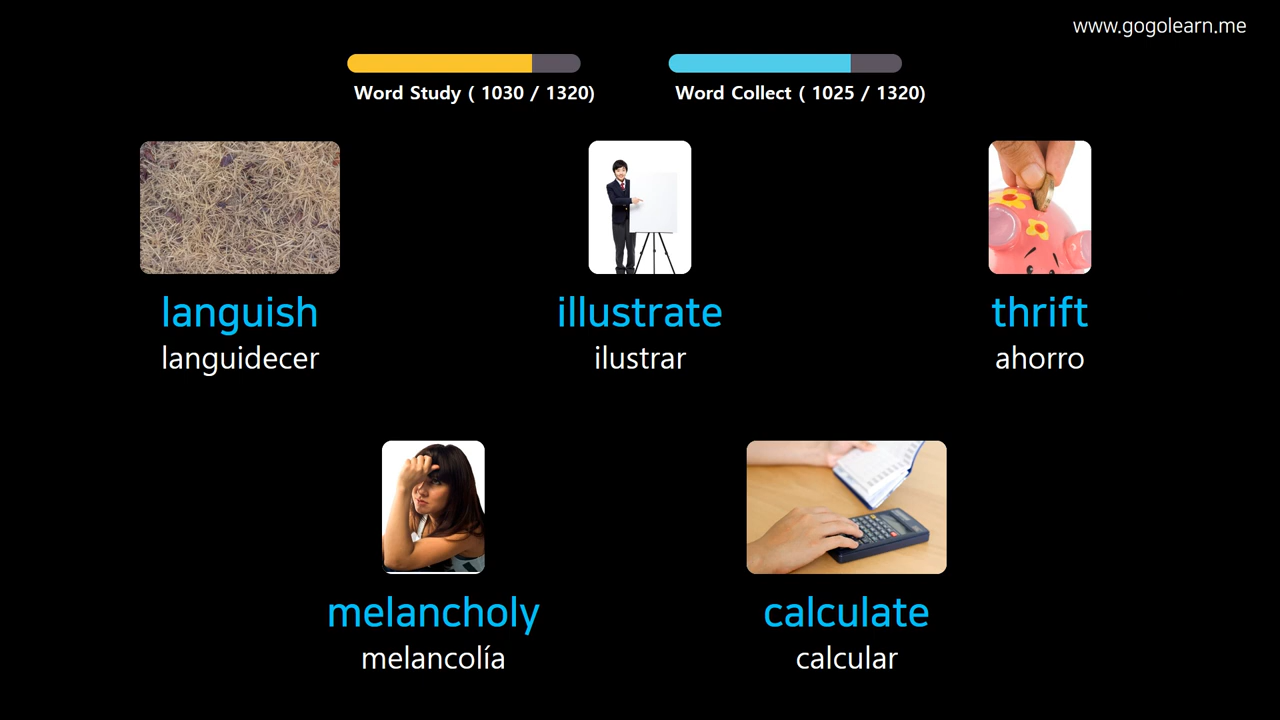 www.gogolearn.me
Word Study ( 1030 / 1320)
Word Collect ( 1025 / 1320)
languish
languidecer
illustrate
ilustrar
thrift
ahorro
melancholy
melancolía
calculate
calcular